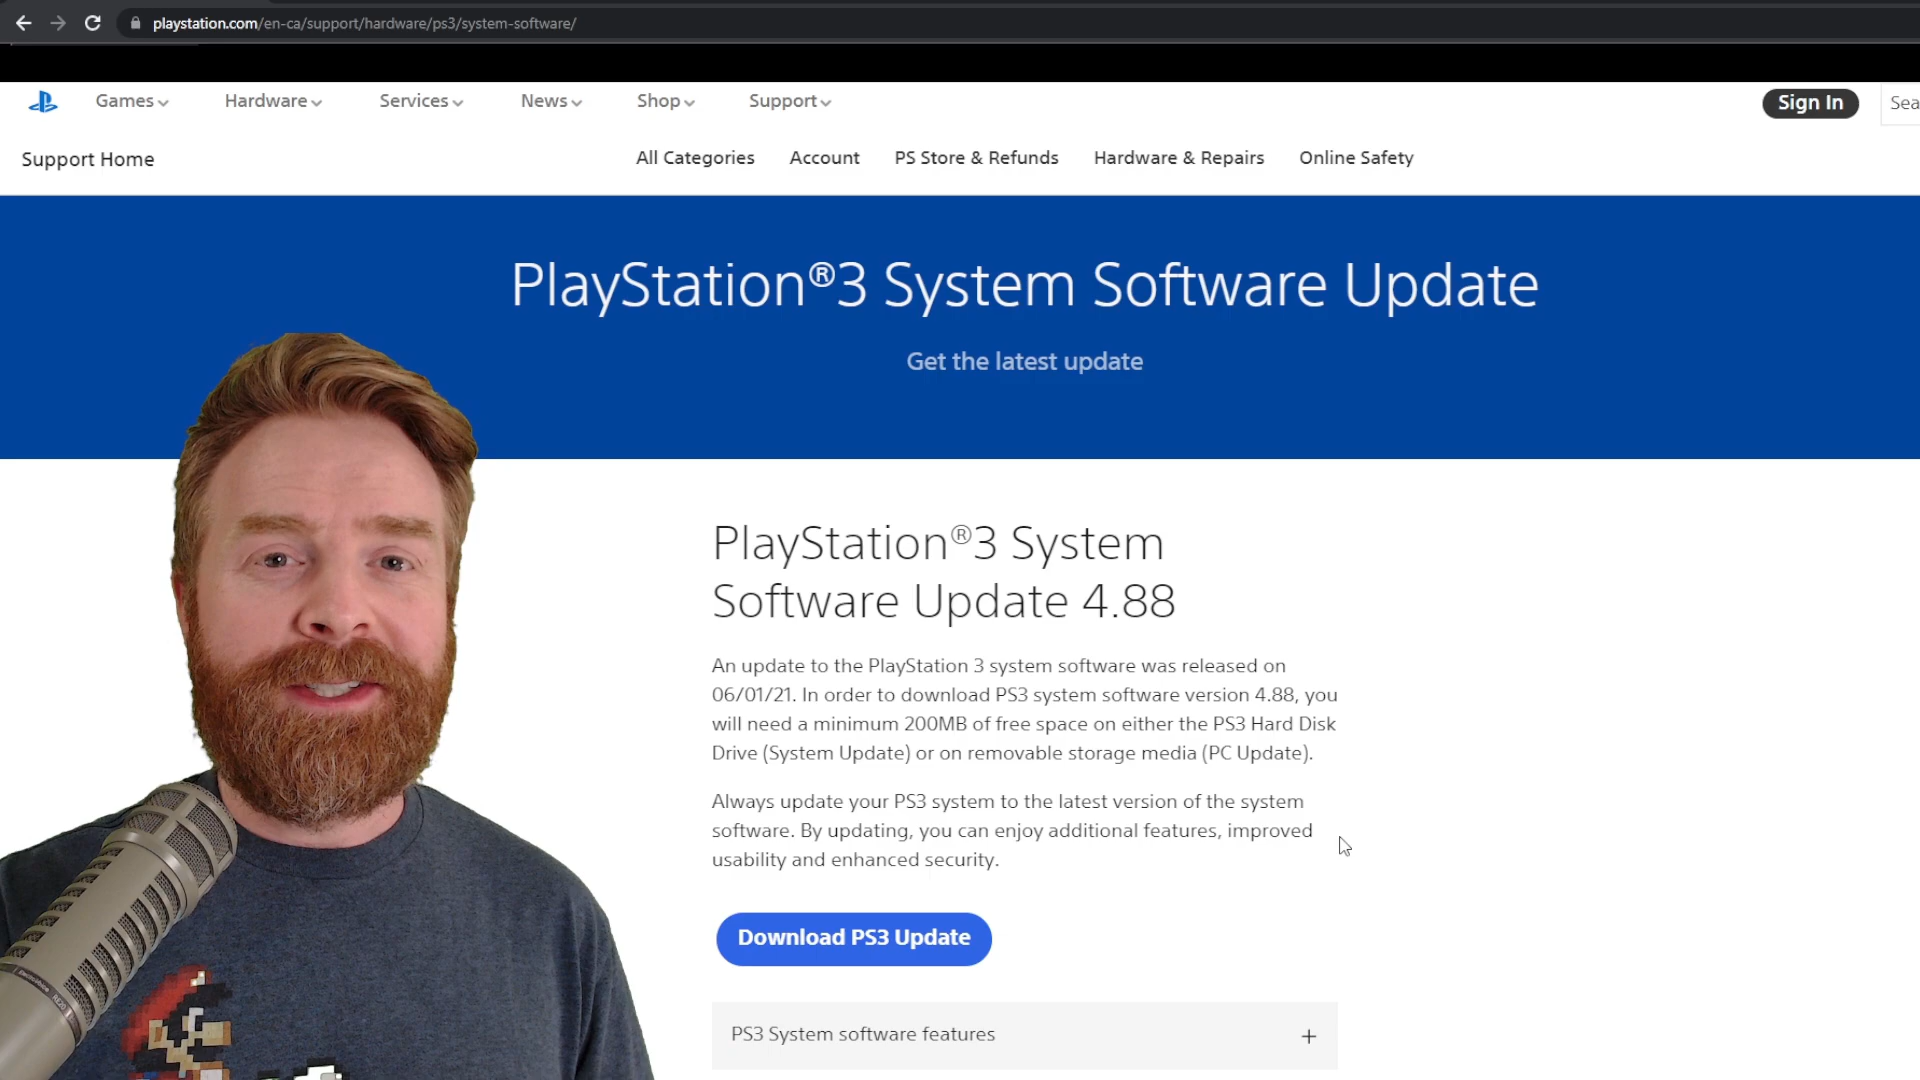 playstation.com/en-ca/support/hardware/ps3/system-software/
Games Hardware Services News Shop Support
Sign In
Sea
Support Home
All Categories Account PS Store & Refunds Hardware & Repairs Online Safety
PlayStation®3 System Software Update
Get the latest update
PlayStation®3 System
Software Update 4.88
An update to the PlayStation 3 system software was released on
06/01/21. In order to download PS3 system software version 4.88, you
will need a minimum 200MB of free space on either the PS3 Hard Disk
Drive (System Update) or on removable storage media (PC Update).
Always update your PS3 system to the latest version of the system
software. By updating, you can enjoy additional features, improved
usability and enhanced security.
Download PS3 Update
PS3 System software features
+